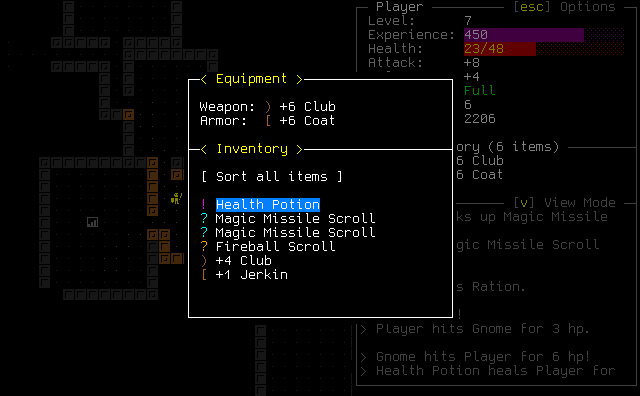 Player [esc] Options
Level: 7
Experience: 450
Health: 23/48
Attack: +8
+4
Full
6
2206
< Equipment >
Weapon: ) +6 Club
Armor: [ +6 Coat
< Inventory >
[ Sort all items ]
! Health Potion
? Magic Missile Scroll
? Magic Missile Scroll
? Fireball Scroll
) +4 Club
[ +1 Jerkin
ory (6 items)
6 Club
6 Coat
[v] View Mode
ks up Magic Missile
gic Missile Scroll
s Ration.
!
> Player hits Gnome for 3 hp.
> Gnome hits Player for 6 hp!
> Health Potion heals Player for